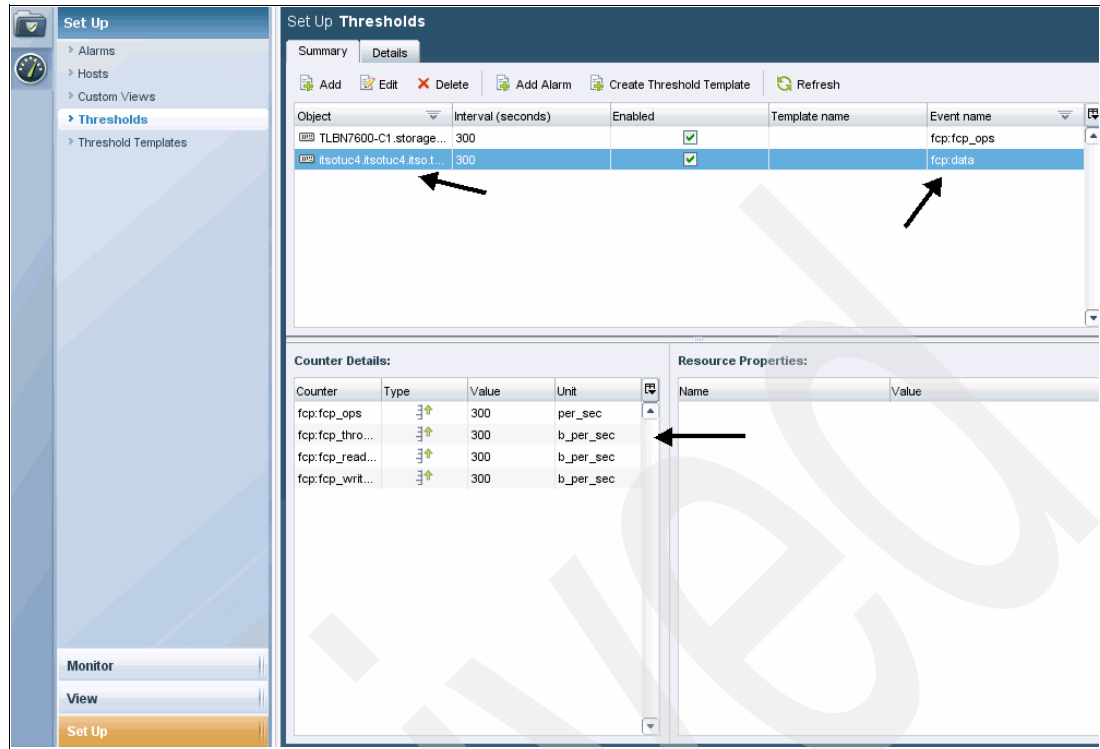 Set Up
Alarms
Hosts
Custom Views
Thresholds
Threshold Templates
Monitor
View
Set Up
Set Up Thresholds
Summary Details
Add Edit Delete Add Alarm Create Threshold Template Refresh
Object Interval (seconds) Enabled Template name Event name
TLBN7600-C1.storage... 300 fcp:fcp_ops
itsotuc4.itsotuc4.itso.t... 300 fcp:data
Counter Details:
Counter Type Value Unit
fcp:fcp_ops 300 per_sec
fcp:fcp_thro... 300 b_per_sec
fcp:fcp_read... 300 b_per_sec
fcp:fcp_writ... 300 b_per_sec
Resource Properties:
Name Value